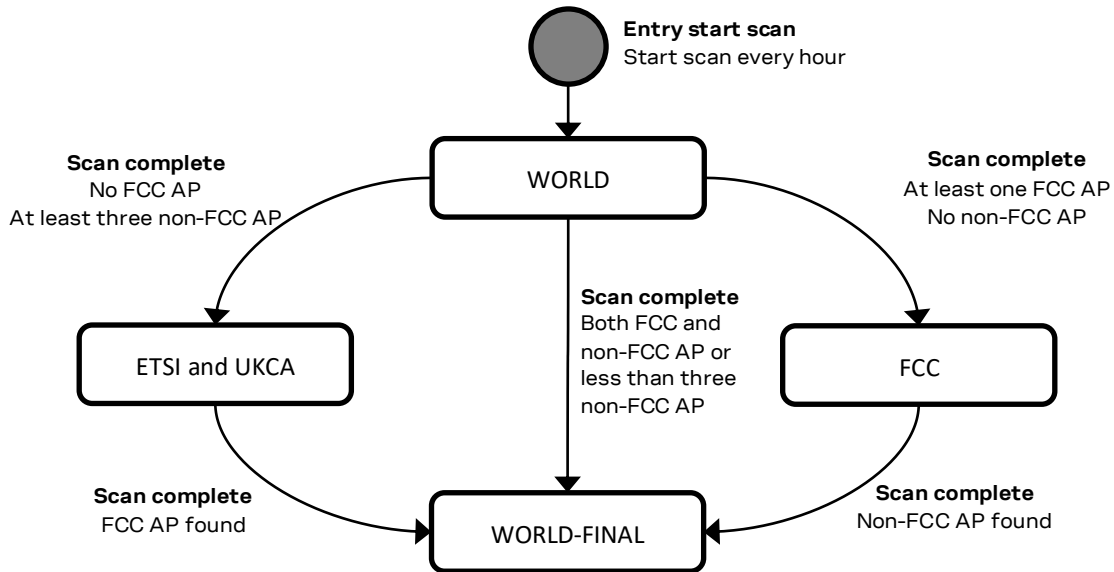 Entry start scan
Start scan every hour
Scan complete
No FCC AP
At least three non-FCC AP
WORLD
Scan complete
At least one FCC AP
No non-FCC AP
Scan complete
Both FCC and
non-FCC AP or
less than three
non-FCC AP
ETSI and UKCA
FCC
Scan complete
FCC AP found
WORLD-FINAL
Scan complete
Non-FCC AP found